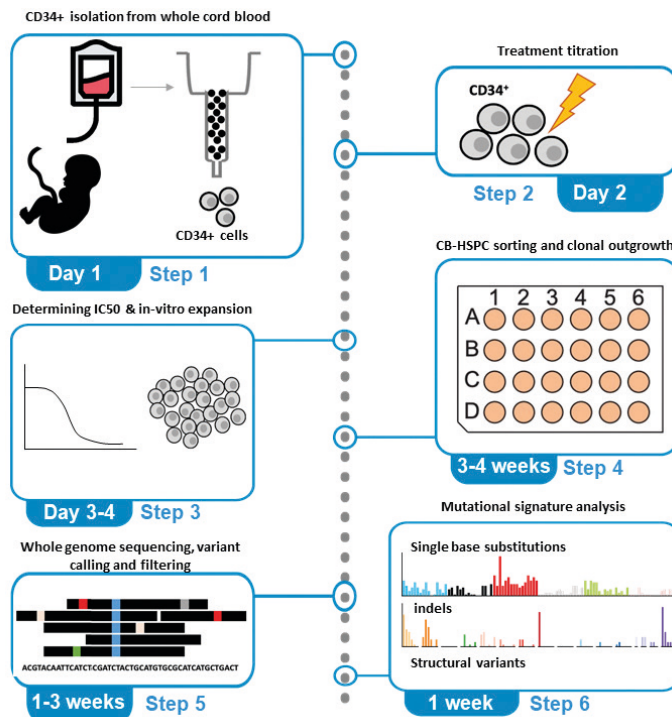 CD34+ isolation from whole cord blood
CD34+ cells
Day 1 Step 1
Treatment titration
CD34⁺
Step 2 Day 2
Determining IC50 & in-vitro expansion
Day 3-4 Step 3
CB-HSPC sorting and clonal outgrowth
1 2 3 4 5 6
A
B
C
D
3-4 weeks Step 4
Whole genome sequencing, variant
calling and filtering
ACGTACAATTCATCTCGATCTACTGCATGTGCGCATCATGCTGACT
1-3 weeks Step 5
Mutational signature analysis
Single base substitutions
indels
Structural variants
1 week Step 6